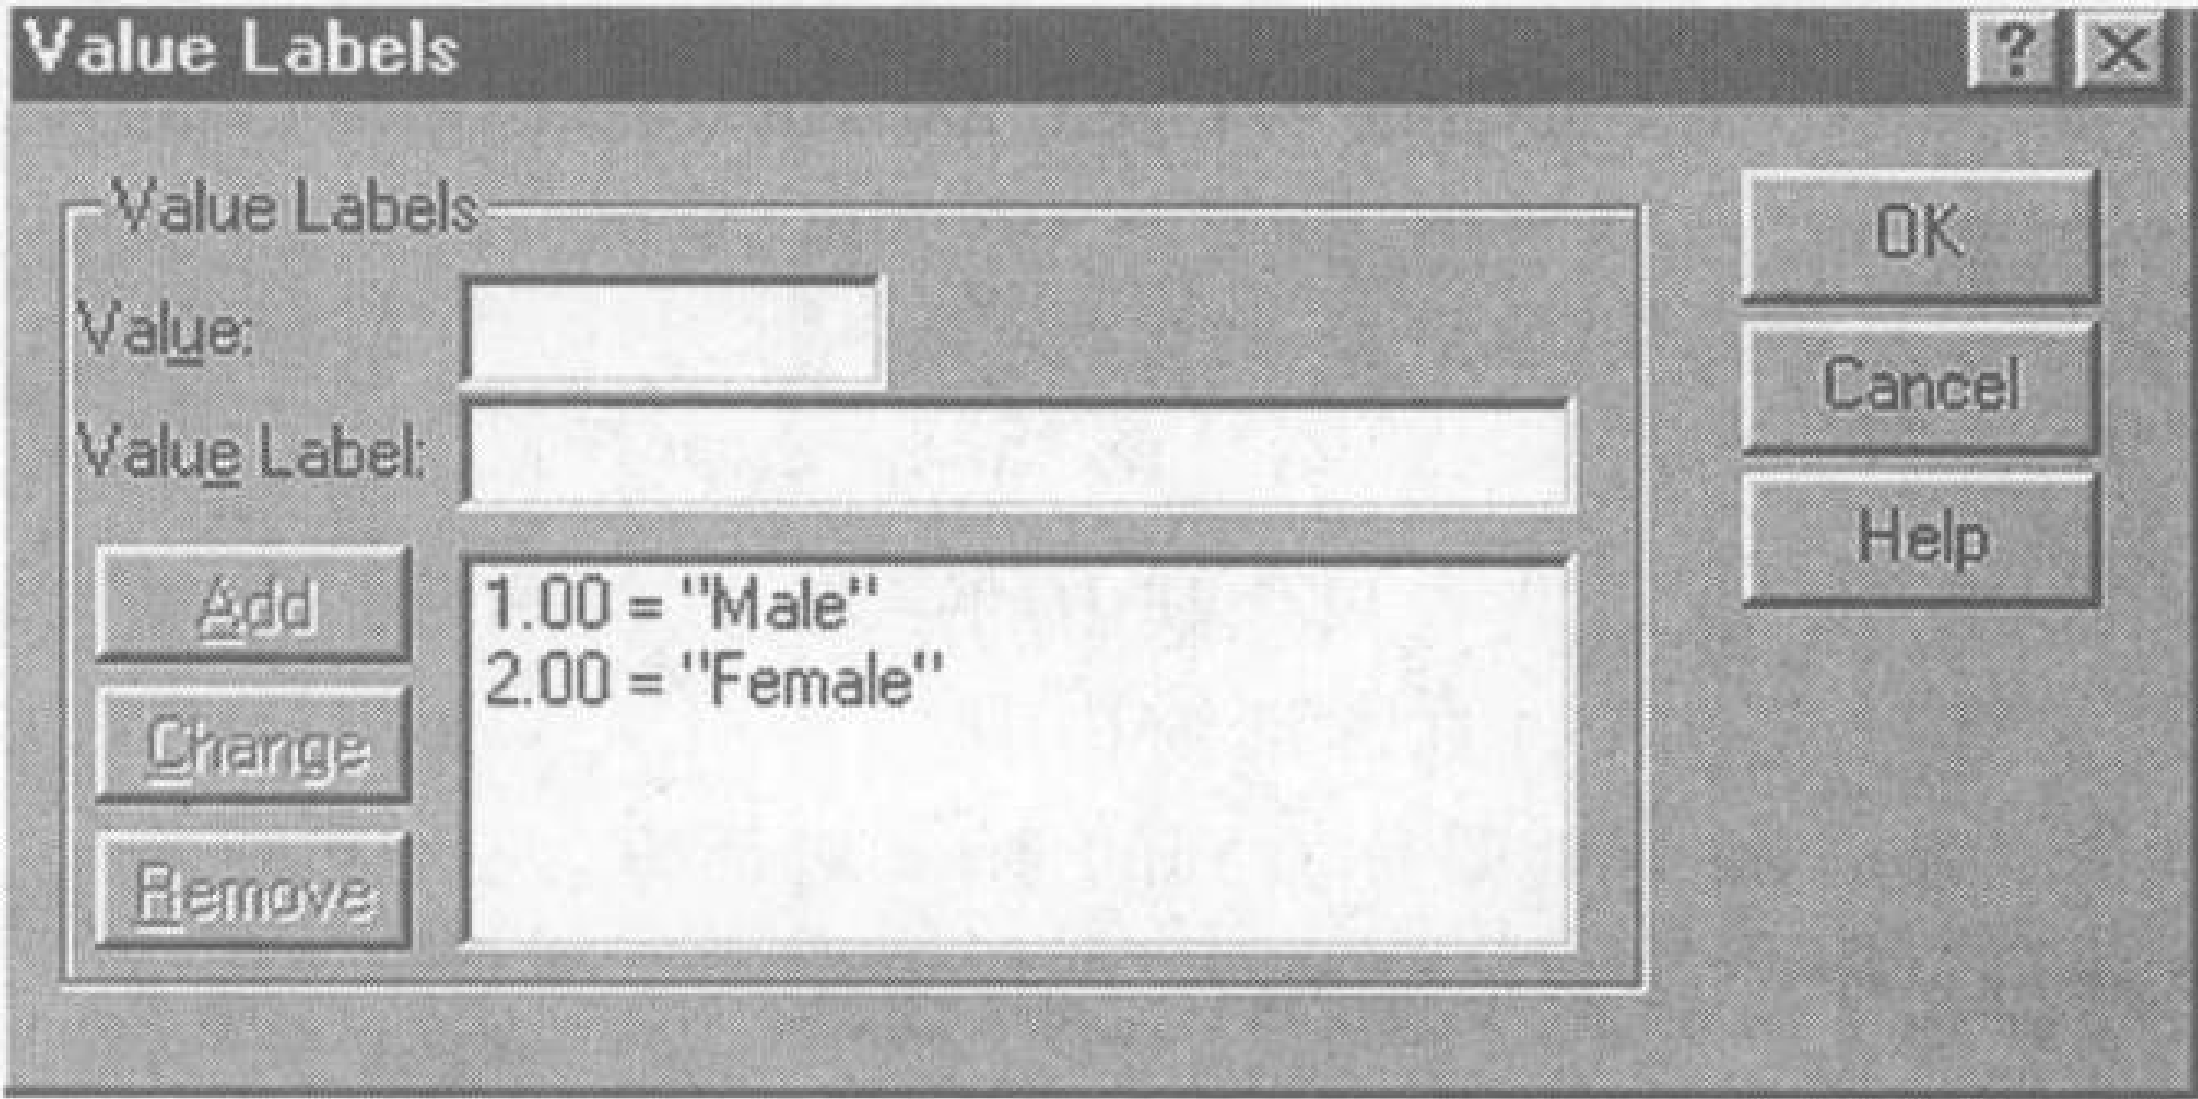 Value Labels
? X
Value Labels
Value:
Value Label:
Add
Change
Remove
1.00 = "Male"
2.00 = "Female"
OK
Cancel
Help